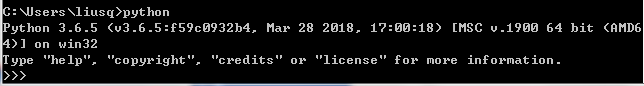 C:\Users\liusq>python
Python 3.6.5 (v3.6.5:f59c0932b4, Mar 28 2018, 17:00:18) [MSC v.1900 64 bit (AMD6
4)] on win32
Type "help", "copyright", "credits" or "license" for more information.
>>>